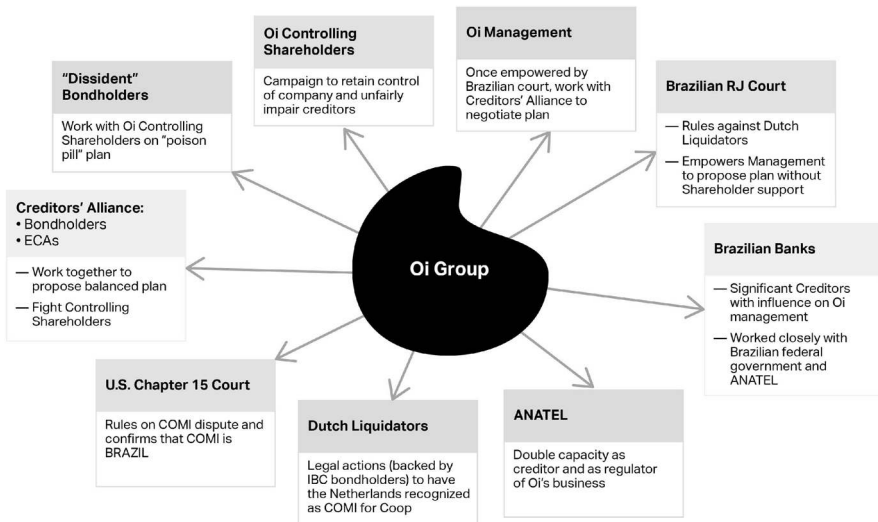 Oi Controlling
Shareholders
Campaign to retain control
of company and unfairly
impair creditors
Oi Management
Once empowered by
Brazilian court, work with
Creditors' Alliance to
negotiate plan
“Dissident”
Bondholders
Work with Oi Controlling
Shareholders on “poison
pill” plan
Brazilian RJ Court
— Rules against Dutch
Liquidators
— Empowers Management
to propose plan without
Shareholder support
Creditors’ Alliance:
• Bondholders
• ECAs
— Work together to
propose balanced plan
— Fight Controlling
Shareholders
Oi Group
Brazilian Banks
— Significant Creditors
with influence on Oi
management
— Worked closely with
Brazilian federal
government and
ANATEL
U.S. Chapter 15 Court
Rules on COMI dispute and
confirms that COMI is
BRAZIL
Dutch Liquidators
Legal actions (backed by
IBC bondholders) to have
the Netherlands recognized
as COMI for Coop
ANATEL
Double capacity as
creditor and as regulator
of Oi’s business